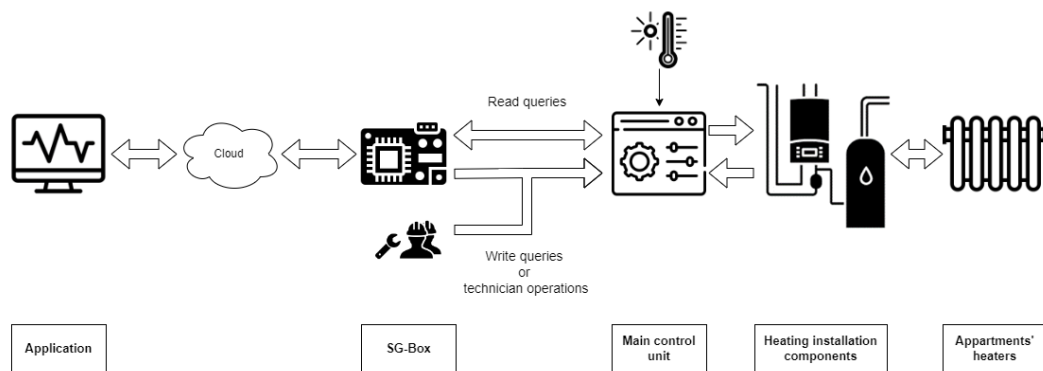 Read queries
Cloud
Write queries
or
technician operations
Application
SG-Box
Main control
unit
Heating installation
components
Appartments'
heaters